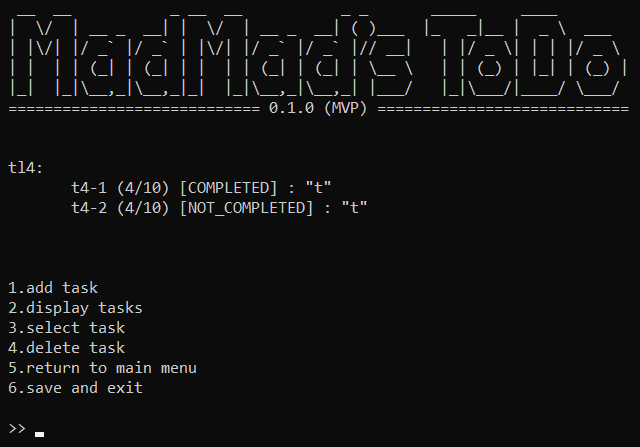 MadMad's ToDo
============================ 0.1.0 (MVP) ============================
tl4:
t4-1 (4/10) [COMPLETED] : "t"
t4-2 (4/10) [NOT_COMPLETED] : "t"
1.add task
2.display tasks
3.select task
4.delete task
5.return to main menu
6.save and exit
>>